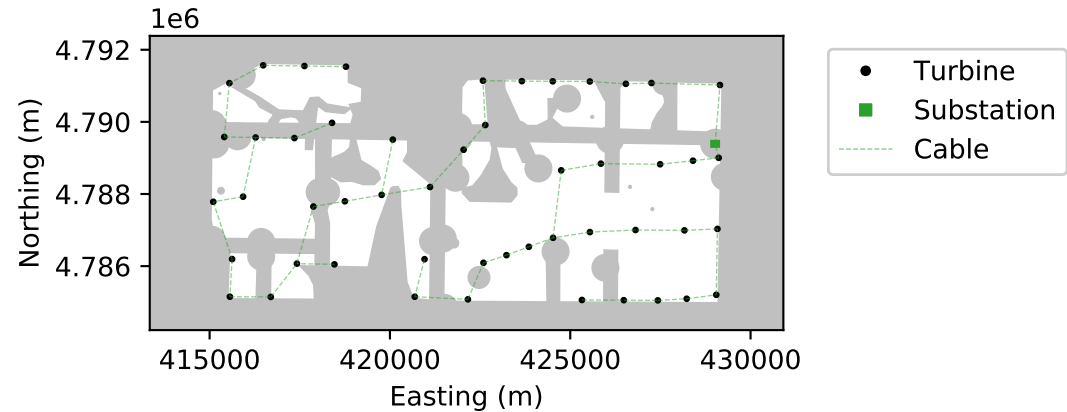 1e6
4.792
4.790
4.788
4.786
Northing (m)
415000 420000 425000 430000
Easting (m)
Turbine
Substation
Cable